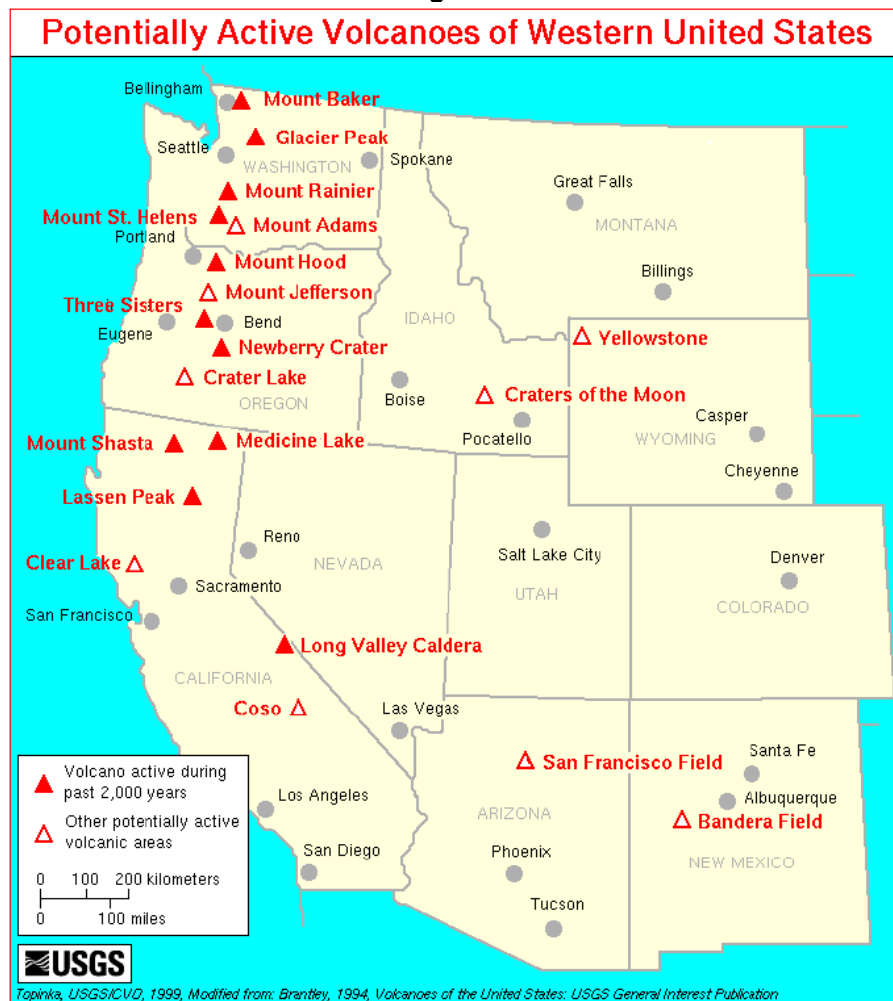 Potentially Active Volcanoes of Western United States
Bellingham
Mount Baker
Glacier Peak
Seattle
WASHINGTON
Spokane
Great Falls
Mount Rainier
Mount St. Helens
Mount Adams
MONTANA
Portland
Mount Hood
Billings
Mount Jefferson
Three Sisters
IDAHO
Eugene
Bend
Yellowstone
Newberry Crater
Crater Lake
OREGON
Boise
Craters of the Moon
Casper
Pocatello
WYOMING
Mount Shasta
Medicine Lake
Cheyenne
Lassen Peak
Reno
Salt Lake City
Denver
Clear Lake
NEVADA
Sacramento
UTAH
COLORADO
San Francisco
Long Valley Caldera
CALIFORNIA
Coso
Las Vegas
Santa Fe
San Francisco Field
Albuquerque
Los Angeles
ARIZONA
Bandera Field
San Diego
Phoenix
NEW MEXICO
Tucson
Volcano active during
past 2,000 years
Other potentially active
volcanic areas
0 100 200 kilometers
0 100 miles
USGS
Topinka, USGS/CVO, 1999, Modified from: Brantley, 1994, Volcanoes of the United States: USGS General Interest Publication